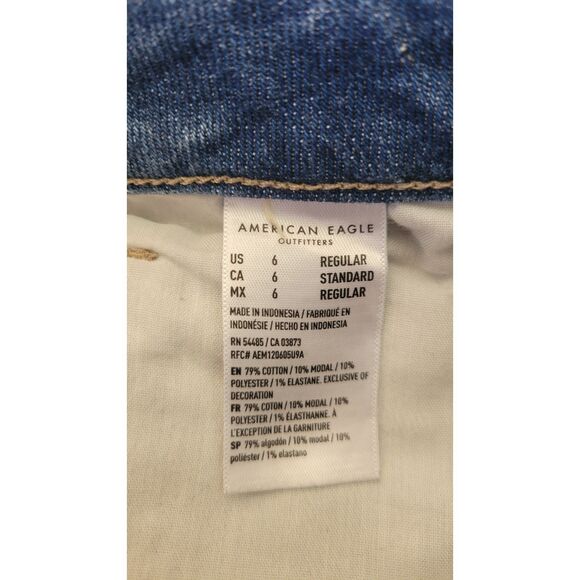 AMERICAN EAGLE
OUTFITTERS
US 6 REGULAR
CA 6 STANDARD
MX 6 REGULAR
MADE IN INDONESIA / FABRIQUÉ EN
INDONÉSIE / HECHO EN INDONESIA
RN 54485 / CA 03873
RFC# AEM120605U9A
EN 79% COTTON / 10% MODAL / 10%
POLYESTER / 1% ELASTANE. EXCLUSIVE OF
DECORATION
FR 79% COTON / 10% MODAL / 10%
POLYESTER / 1% ÉLASTHANNE. À
L'EXCEPTION DE LA GARNITURE
SP 79% algodón / 10% modal / 10%
poliéster / 1% elastano